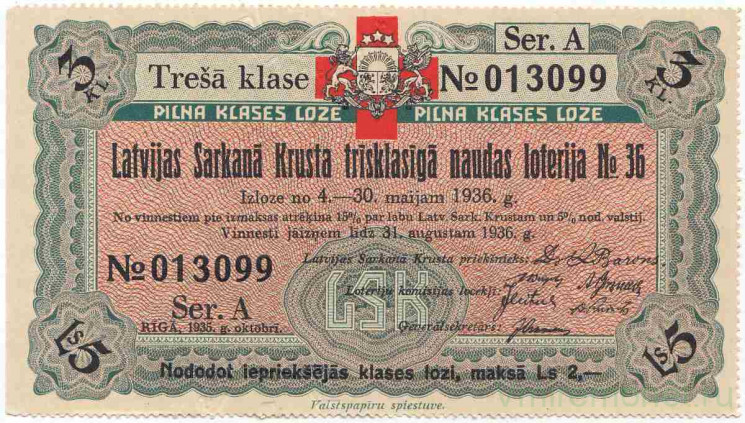 3 KL.
Trešā klase
Ser. A
№ 013099
3 KL.
PILNA KLASES LOZE PILNA KLASES LOZE
Latvijas Sarkanā Krusta trīsklasīgā naudas loterija № 36
Izloze no 4.—30. maijam 1936. g.
No vinnestiem pie izmaksas atrēķina 15% par labu Latv. Sark. Krustam un 5% nod. valstij.
Vinnesti jāizņem līdz 31. augustam 1936. g.
№ 013099
Ser. A
RĪGĀ, 1935. g. oktobrī.
LSK
Latvijas Sarkanā Krusta priekšnieks:
Loteriju komisijas locekļi:
Ģenerālsekretārs:
Ls 5
Ls 5
Nododot iepriekšējās klases lozi, maksā Ls 2,—
Valstspapīru spiestuve.